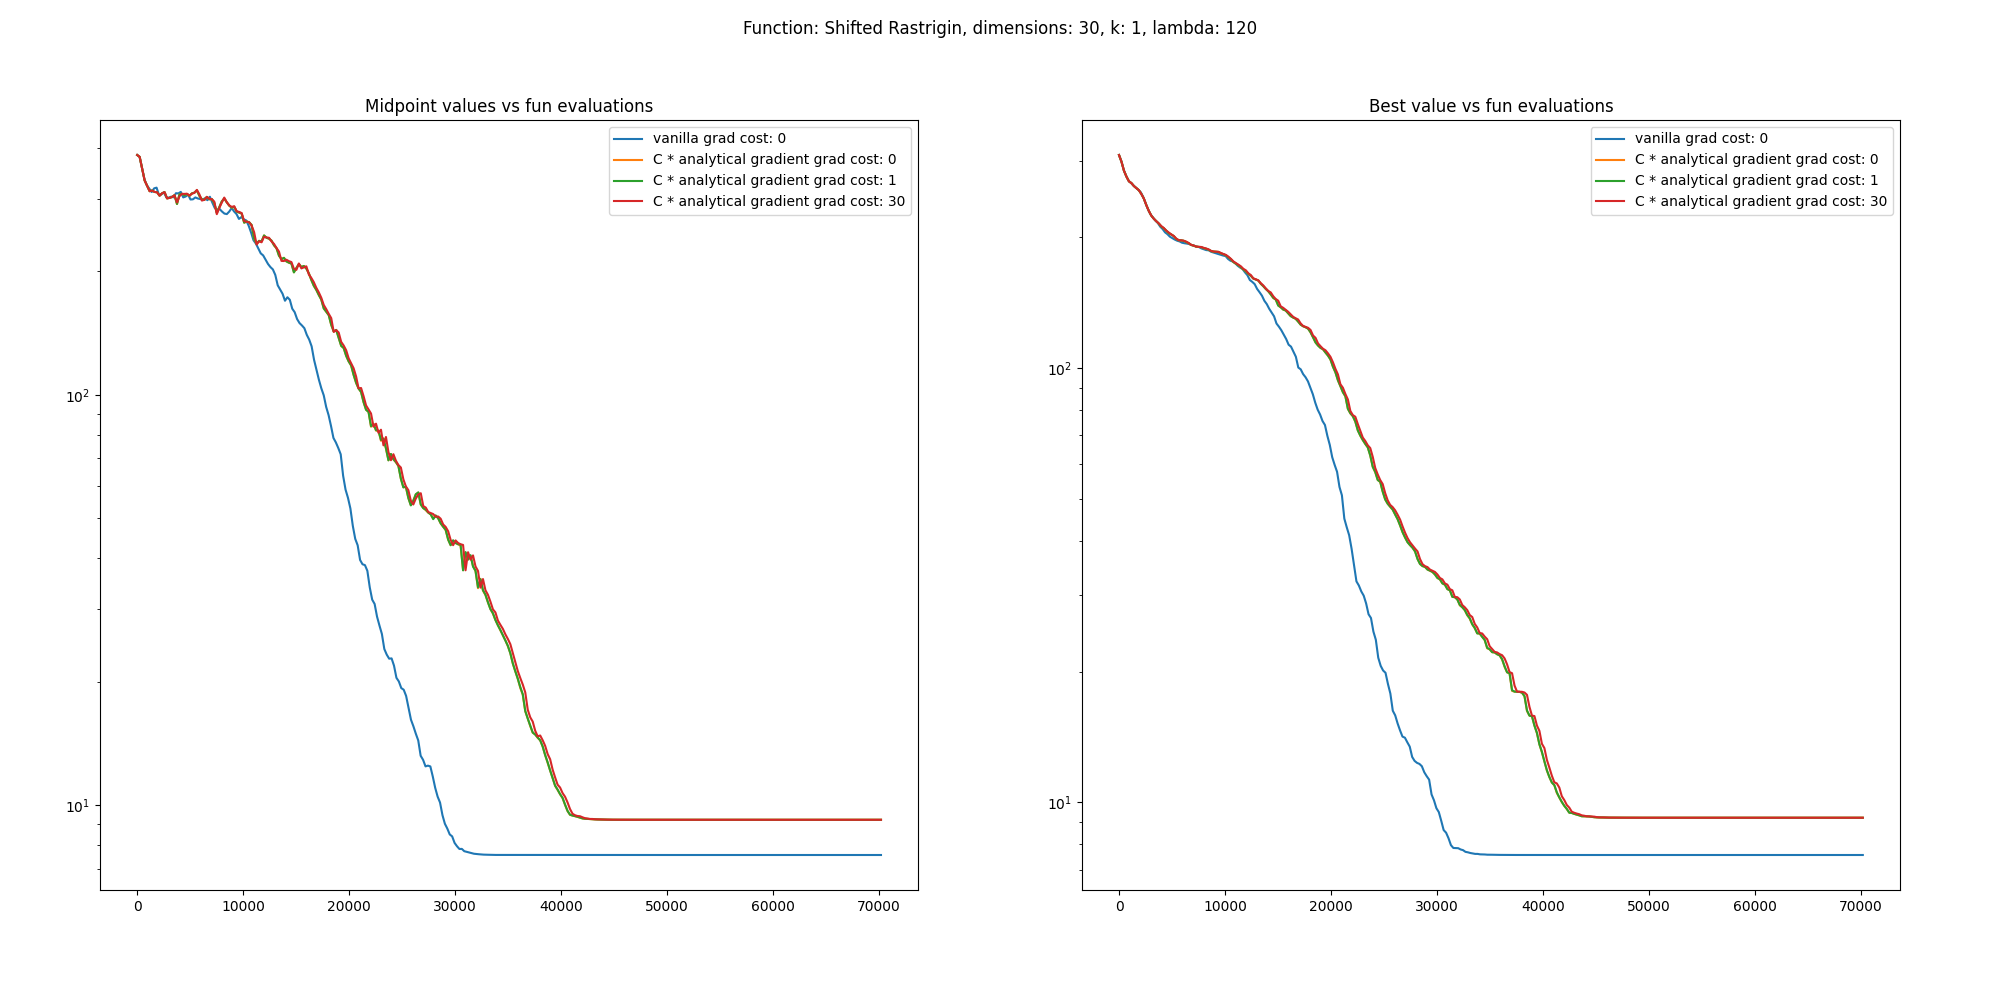 Function: Shifted Rastrigin, dimensions: 30, k: 1, lambda: 120
Midpoint values vs fun evaluations
vanilla grad cost: 0
C * analytical gradient grad cost: 0
C * analytical gradient grad cost: 1
C * analytical gradient grad cost: 30
10²
10¹
0 10000 20000 30000 40000 50000 60000 70000
Best value vs fun evaluations
vanilla grad cost: 0
C * analytical gradient grad cost: 0
C * analytical gradient grad cost: 1
C * analytical gradient grad cost: 30
10²
10¹
0 10000 20000 30000 40000 50000 60000 70000